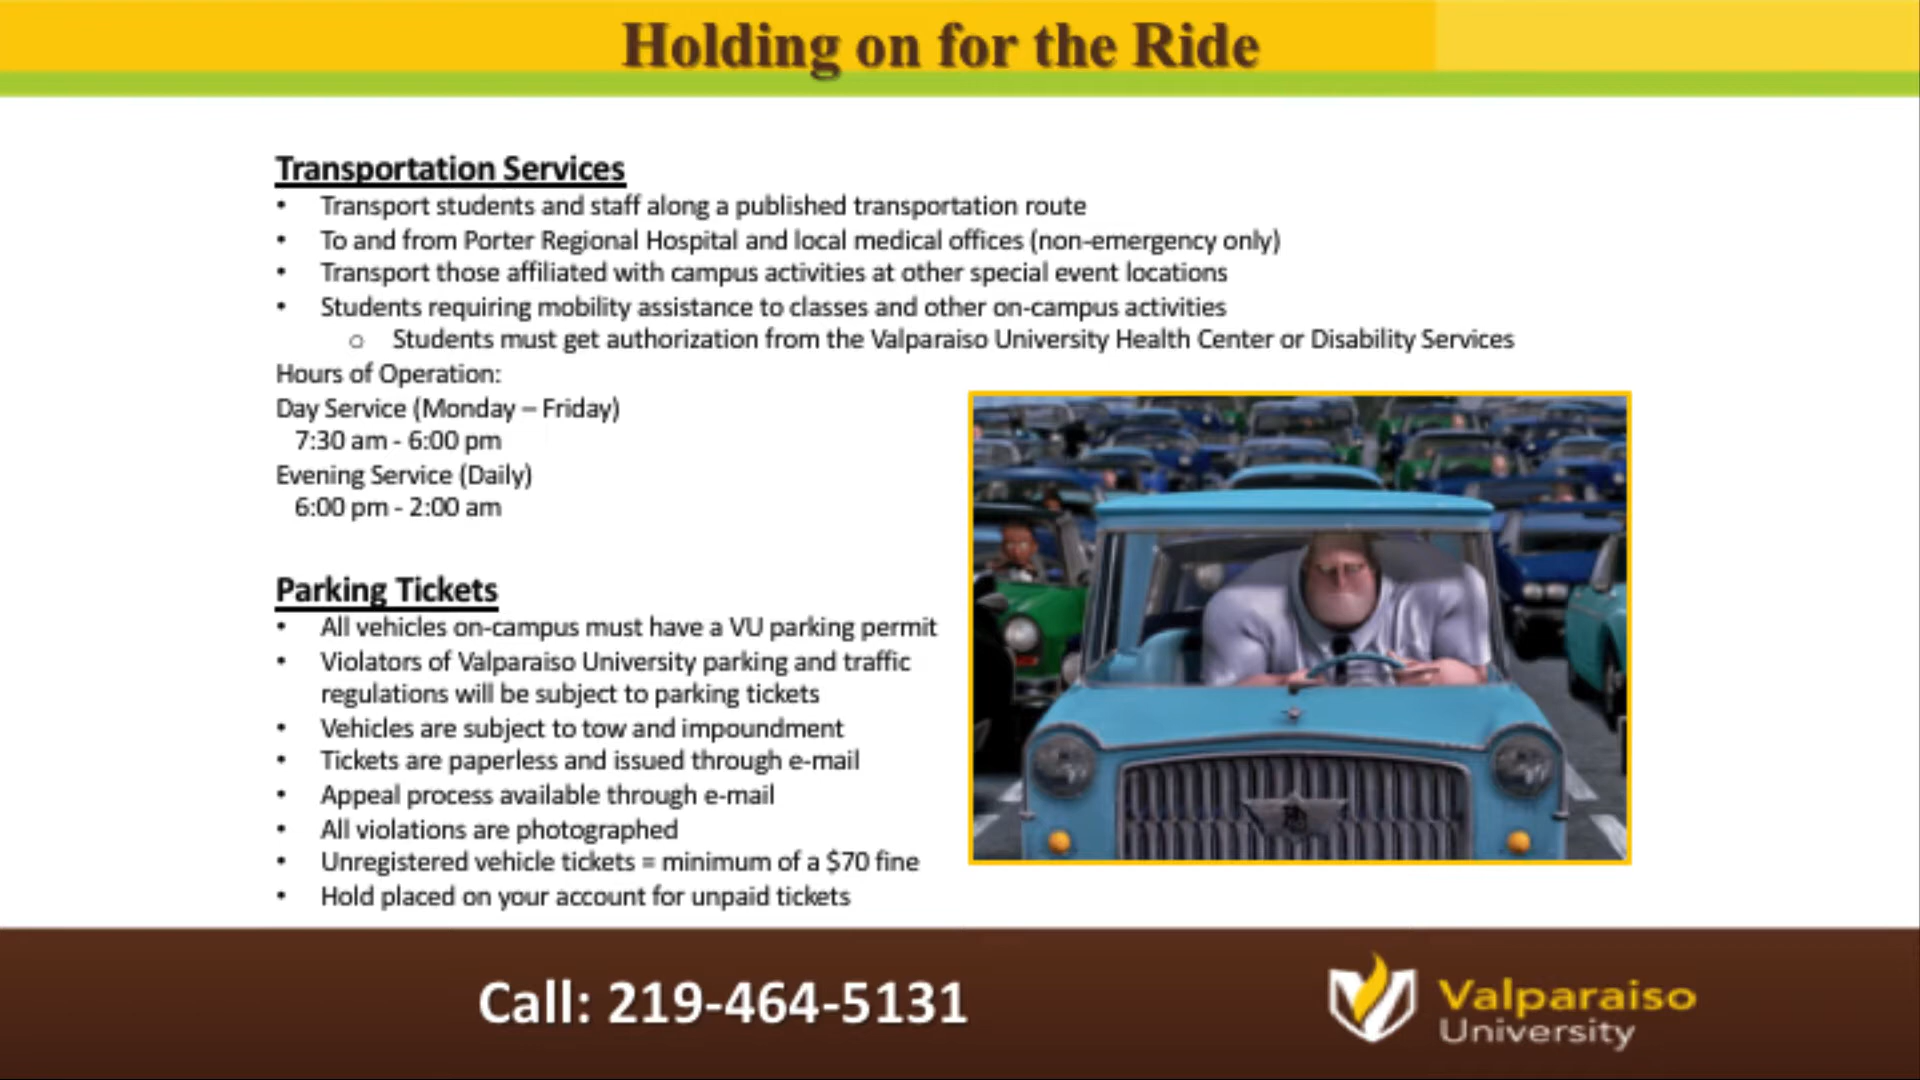 Holding on for the Ride
Transportation Services
• Transport students and staff along a published transportation route
• To and from Porter Regional Hospital and local medical offices (non-emergency only)
• Transport those affiliated with campus activities at other special event locations
• Students requiring mobility assistance to classes and other on-campus activities
o Students must get authorization from the Valparaiso University Health Center or Disability Services
Hours of Operation:
Day Service (Monday – Friday)
7:30 am - 6:00 pm
Evening Service (Daily)
6:00 pm - 2:00 am
Parking Tickets
• All vehicles on-campus must have a VU parking permit
• Violators of Valparaiso University parking and traffic
regulations will be subject to parking tickets
• Vehicles are subject to tow and impoundment
• Tickets are paperless and issued through e-mail
• Appeal process available through e-mail
• All violations are photographed
• Unregistered vehicle tickets = minimum of a $70 fine
• Hold placed on your account for unpaid tickets
Call: 219-464-5131
Valparaiso
University